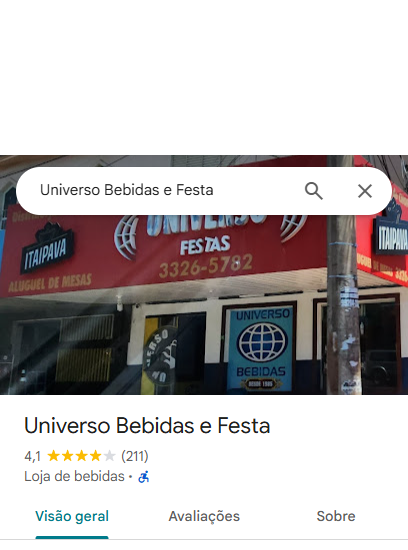 Universo Bebidas e Festa
UNIVERSO
FESTAS
3326-5782
ITAIPAVA
ALUGUEL DE MESAS
ITAIPAVA
UNIVERSO
UNIVERSO
BEBIDAS
DESDE 1986
Universo Bebidas e Festa
4,1 (211)
Loja de bebidas •
Visão geral Avaliações Sobre